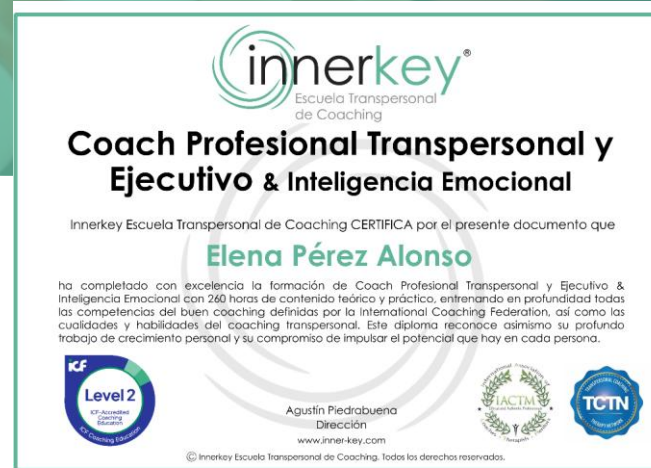 innerkey®
Escuela Transpersonal
de Coaching
Coach Profesional Transpersonal y
Ejecutivo & Inteligencia Emocional
Innerkey Escuela Transpersonal de Coaching CERTIFICA por el presente documento que
Elena Pérez Alonso
ha completado con excelencia la formación de Coach Profesional Transpersonal y Ejecutivo &
Inteligencia Emocional con 260 horas de contenido teórico y práctico, entrenando en profundidad todas
las competencias del buen coaching definidas por la International Coaching Federation, así como las
cualidades y habilidades del coaching transpersonal. Este diploma reconoce asimismo su profundo
trabajo de crecimiento personal y su compromiso de impulsar el potencial que hay en cada persona.
ICF
Level 2
ICF-Accredited
Coaching
Education
ICF Coaching Education
Agustín Piedrabuena
Dirección
www.inner-key.com
IACTM
TCTN
© Innerkey Escuela Transpersonal de Coaching. Todos los derechos reservados.